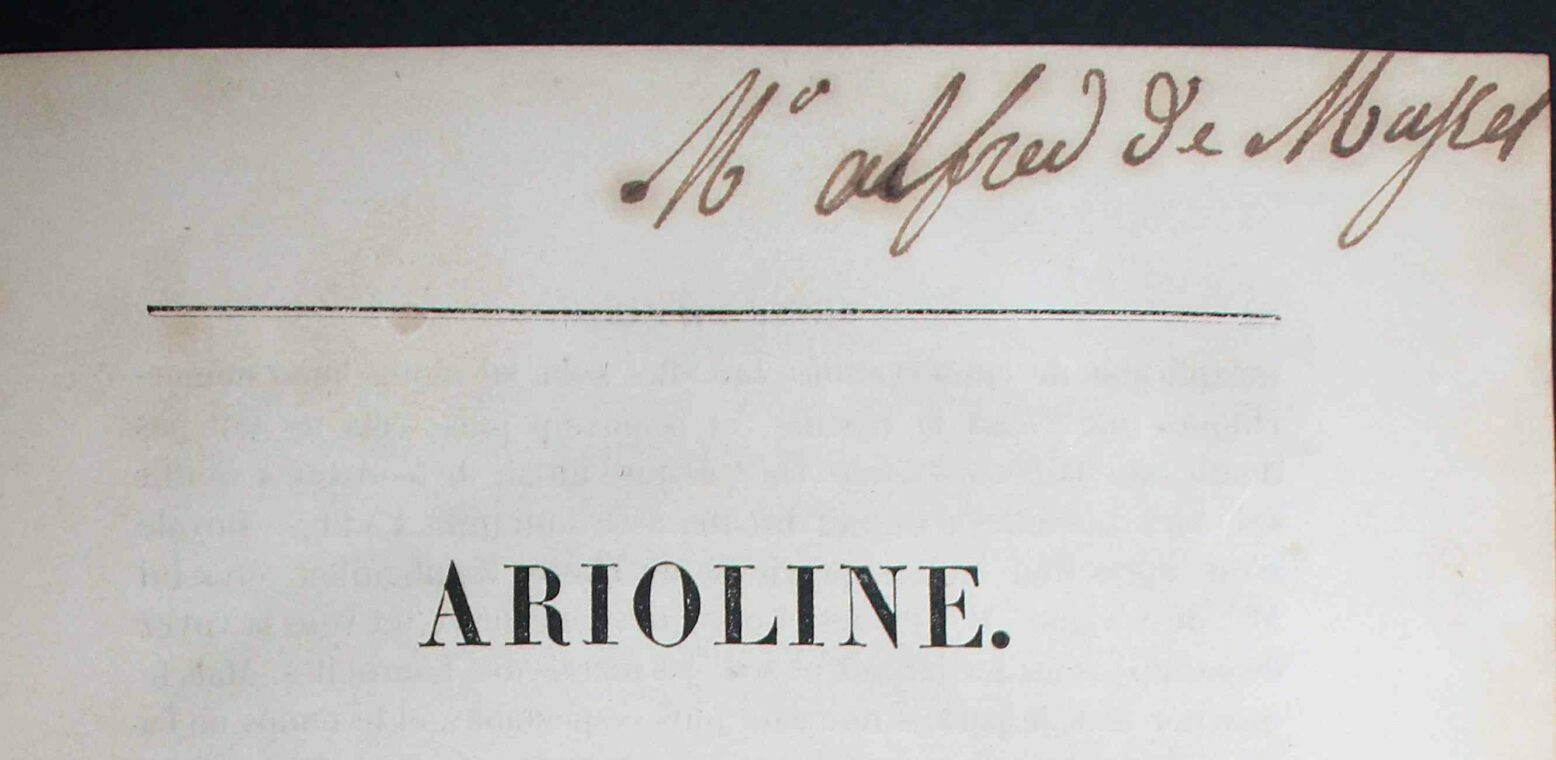 Mr alfred de Musset
ARIOLINE.